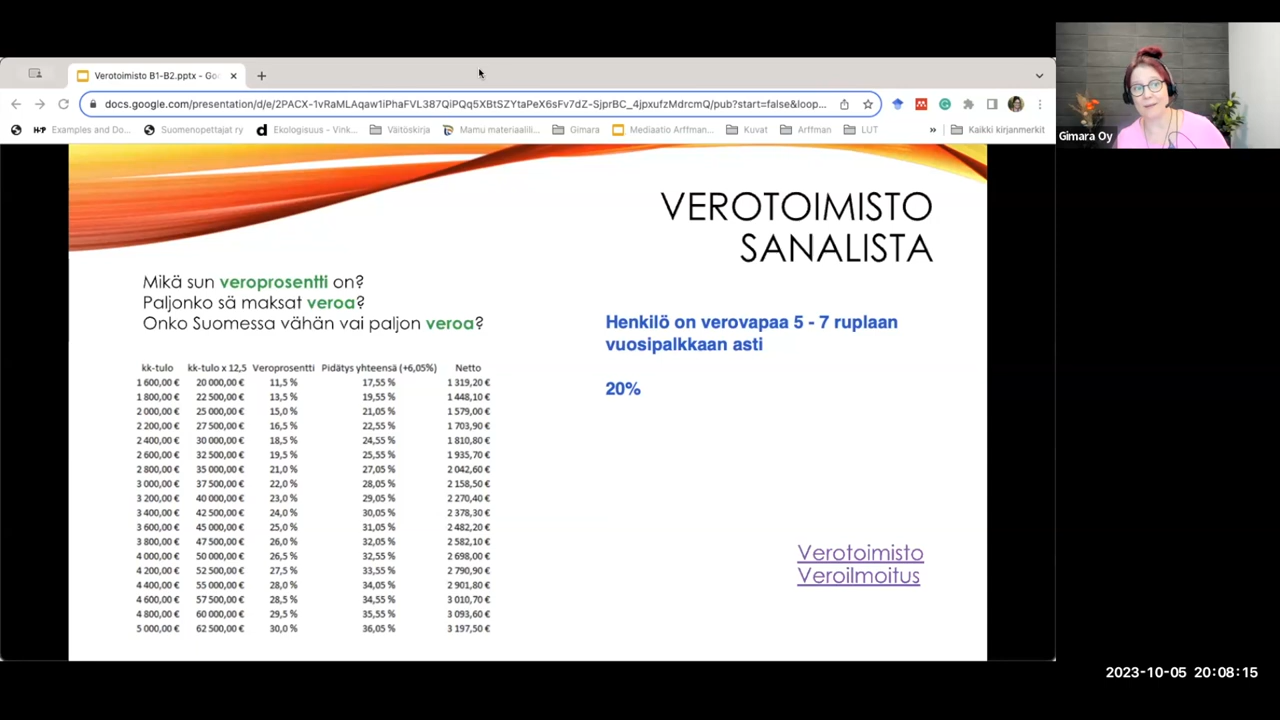 Verotoimisto B1-B2.pptx - Goo
docs.google.com/presentation/d/e/2PACX-1vRaMLAqaw1iPhaFVL387QiPQq5XBtSZYtaPeX6sFv7dZ-SjprBC_4jpxufzMdrcmQ/pub?start=false&loop...
Examples and Do... Suomenopettajat ry Ekologisuus - Vink... Väitöskirja Mamu materiaalil... Gimara Mediaatio Arffman... Kuvat Arffman LUT » Kaikki kirjanmerkit
Gimara Oy
VEROTOIMISTO
SANALISTA
Mikä sun veroprosentti on?
Paljonko sä maksat veroa?
Onko Suomessa vähän vai paljon veroa?
Henkilö on verovapaa 5 - 7 ruplaan
vuosipalkkaan asti
20%
kk-tulo kk-tulo x 12,5 Veroprosentti Pidätys yhteensä (+6,05%) Netto
1 600,00 € 20 000,00 € 11,5 % 17,55 % 1 319,20 €
1 800,00 € 22 500,00 € 13,5 % 19,55 % 1 448,10 €
2 000,00 € 25 000,00 € 15,0 % 21,05 % 1 579,00 €
2 200,00 € 27 500,00 € 16,5 % 22,55 % 1 703,90 €
2 400,00 € 30 000,00 € 18,5 % 24,55 % 1 810,80 €
2 600,00 € 32 500,00 € 19,5 % 25,55 % 1 935,70 €
2 800,00 € 35 000,00 € 21,0 % 27,05 % 2 042,60 €
3 000,00 € 37 500,00 € 22,0 % 28,05 % 2 158,50 €
3 200,00 € 40 000,00 € 23,0 % 29,05 % 2 270,40 €
3 400,00 € 42 500,00 € 24,0 % 30,05 % 2 378,30 €
3 600,00 € 45 000,00 € 25,0 % 31,05 % 2 482,20 €
3 800,00 € 47 500,00 € 26,0 % 32,05 % 2 582,10 €
4 000,00 € 50 000,00 € 26,5 % 32,55 % 2 698,00 €
4 200,00 € 52 500,00 € 27,5 % 33,55 % 2 790,90 €
4 400,00 € 55 000,00 € 28,0 % 34,05 % 2 901,80 €
4 600,00 € 57 500,00 € 28,5 % 34,55 % 3 010,70 €
4 800,00 € 60 000,00 € 29,5 % 35,55 % 3 093,60 €
5 000,00 € 62 500,00 € 30,0 % 36,05 % 3 197,50 €
Verotoimisto
Veroilmoitus
2023-10-05 20:08:15